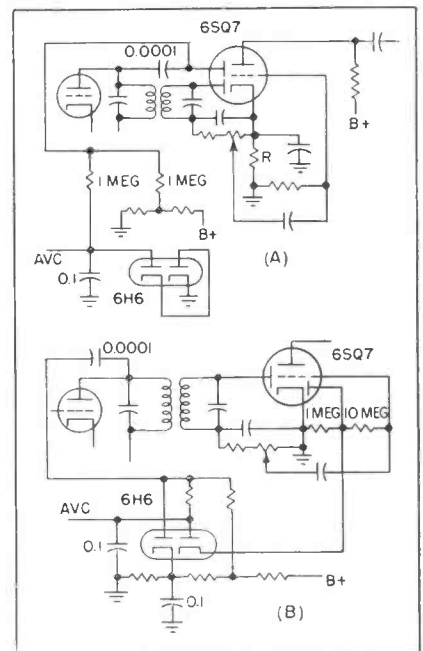 6SQ7
0.0001
B+
R
1 MEG
1 MEG
B+
(A)
AVC
0.1
6H6
0.0001
6SQ7
1 MEG
10 MEG
AVC
6H6
0.1
B+
0.1
(B)